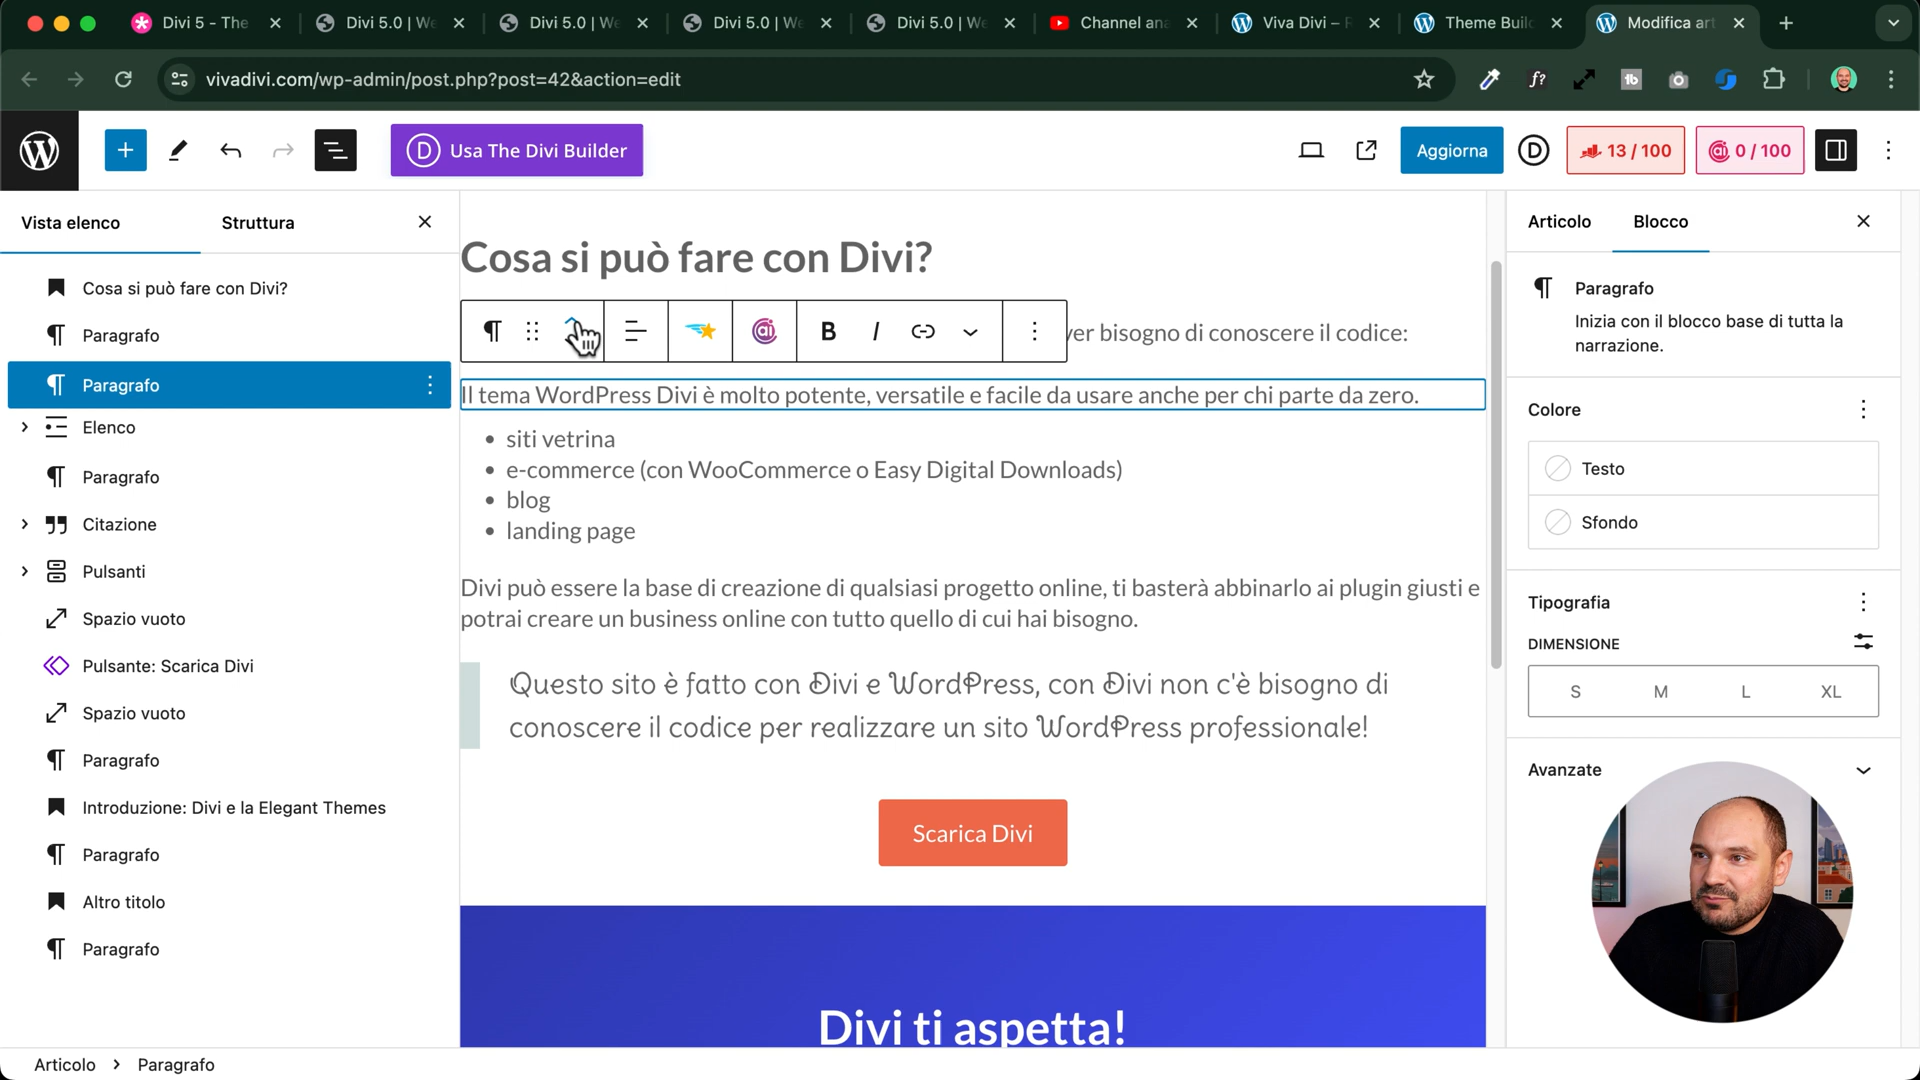 Divi 5 - The
Divi 5.0 | We
Divi 5.0 | We
Divi 5.0 | We
Divi 5.0 | We
Channel ana
Viva Divi – R
Theme Buil
Modifica art
vivadivi.com/wp-admin/post.php?post=42&action=edit
f?
tb
Usa The Divi Builder
Aggiorna
13 / 100
ai 0 / 100
Vista elenco
Struttura
Cosa si può fare con Divi?
Paragrafo
Paragrafo
Elenco
Paragrafo
Citazione
Pulsanti
Spazio vuoto
Pulsante: Scarica Divi
Spazio vuoto
Paragrafo
Introduzione: Divi e la Elegant Themes
Paragrafo
Altro titolo
Paragrafo
Cosa si può fare con Divi?
ai B I
ver bisogno di conoscere il codice:
Il tema WordPress Divi è molto potente, versatile e facile da usare anche per chi parte da zero.
siti vetrina
e-commerce (con WooCommerce o Easy Digital Downloads)
blog
landing page
Divi può essere la base di creazione di qualsiasi progetto online, ti basterà abbinarlo ai plugin giusti e
potrai creare un business online con tutto quello di cui hai bisogno.
Questo sito è fatto con Divi e WordPress, con Divi non c'è bisogno di
conoscere il codice per realizzare un sito WordPress professionale!
Scarica Divi
Divi ti aspetta!
Articolo
Blocco
Paragrafo
Inizia con il blocco base di tutta la
narrazione.
Colore
Testo
Sfondo
Tipografia
DIMENSIONE
S M L XL
Avanzate
Articolo > Paragrafo